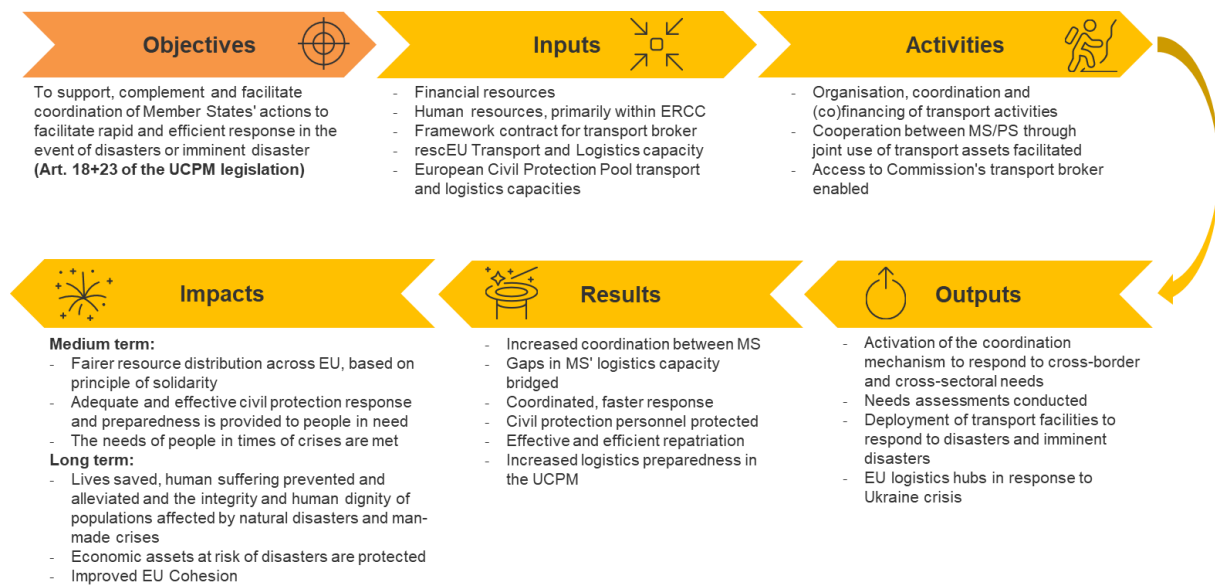 Objectives
To support, complement and facilitate
coordination of Member States' actions to
facilitate rapid and efficient response in the
event of disasters or imminent disaster
(Art. 18+23 of the UCPM legislation)
Inputs
- Financial resources
- Human resources, primarily within ERCC
- Framework contract for transport broker
- rescEU Transport and Logistics capacity
- European Civil Protection Pool transport
and logistics capacities
Activities
- Organisation, coordination and
(co)financing of transport activities
- Cooperation between MS/PS through
joint use of transport assets facilitated
- Access to Commission's transport broker
enabled
Outputs
- Activation of the coordination
mechanism to respond to cross-border
and cross-sectoral needs
- Needs assessments conducted
- Deployment of transport facilities to
respond to disasters and imminent
disasters
- EU logistics hubs in response to
Ukraine crisis
Results
- Increased coordination between MS
- Gaps in MS' logistics capacity
bridged
- Coordinated, faster response
- Civil protection personnel protected
- Effective and efficient repatriation
- Increased logistics preparedness in
the UCPM
Impacts
Medium term:
- Fairer resource distribution across EU, based on
principle of solidarity
- Adequate and effective civil protection response
and preparedness is provided to people in need
- The needs of people in times of crises are met
Long term:
- Lives saved, human suffering prevented and
alleviated and the integrity and human dignity of
populations affected by natural disasters and man-
made crises
- Economic assets at risk of disasters are protected
- Improved EU Cohesion